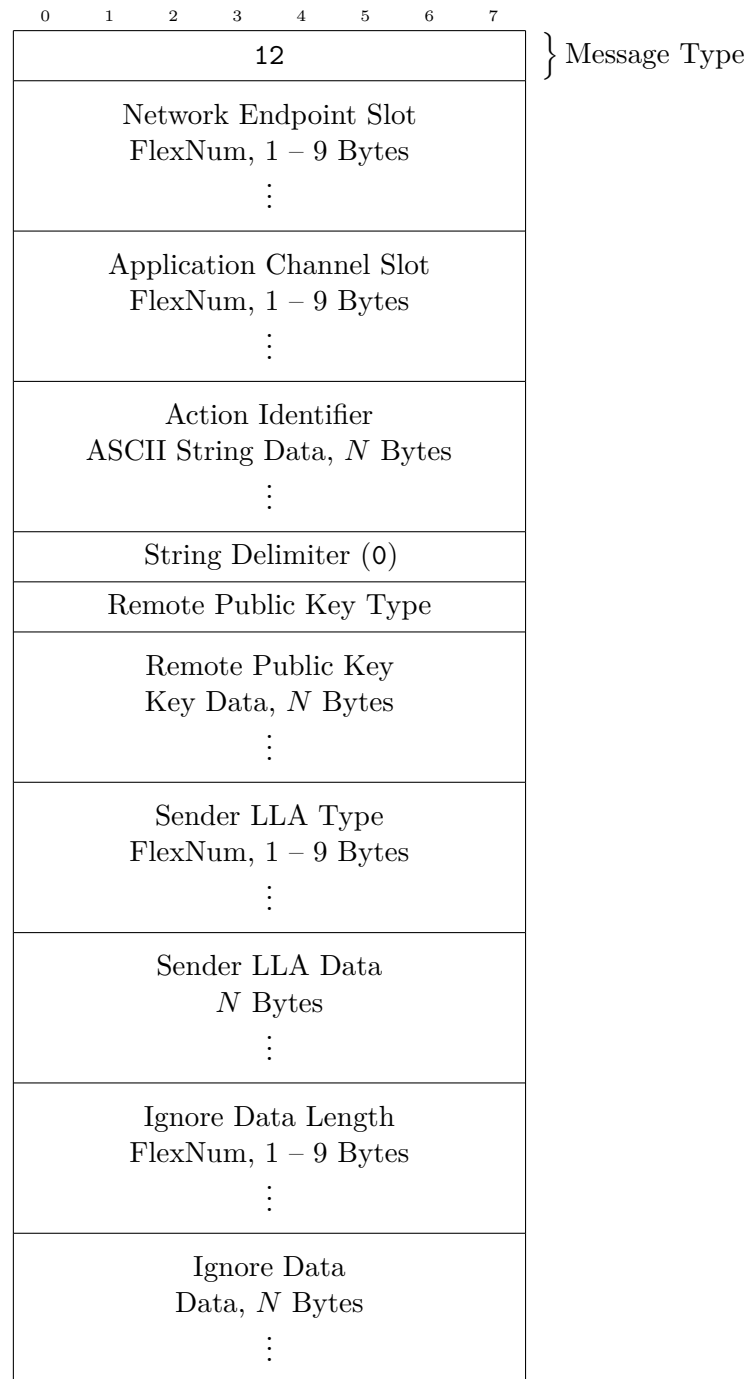 0 1 2 3 4 5 6 7
12 } Message Type
Network Endpoint Slot
FlexNum, 1 – 9 Bytes
⋮
Application Channel Slot
FlexNum, 1 – 9 Bytes
⋮
Action Identifier
ASCII String Data, N Bytes
⋮
String Delimiter (0)
Remote Public Key Type
Remote Public Key
Key Data, N Bytes
⋮
Sender LLA Type
FlexNum, 1 – 9 Bytes
⋮
Sender LLA Data
N Bytes
⋮
Ignore Data Length
FlexNum, 1 – 9 Bytes
⋮
Ignore Data
Data, N Bytes
⋮